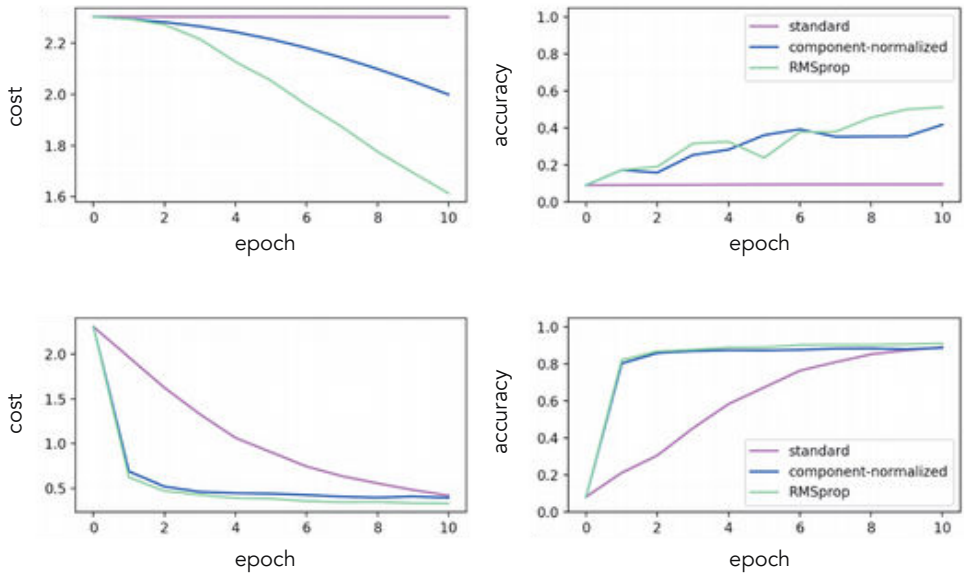 2.2
2.0
1.8
1.6
cost
0 2 4 6 8 10
epoch
1.0
0.8
0.6
0.4
0.2
0.0
accuracy
standard
component-normalized
RMSprop
0 2 4 6 8 10
epoch
2.0
1.5
1.0
0.5
cost
0 2 4 6 8 10
epoch
1.0
0.8
0.6
0.4
0.2
0.0
accuracy
standard
component-normalized
RMSprop
0 2 4 6 8 10
epoch